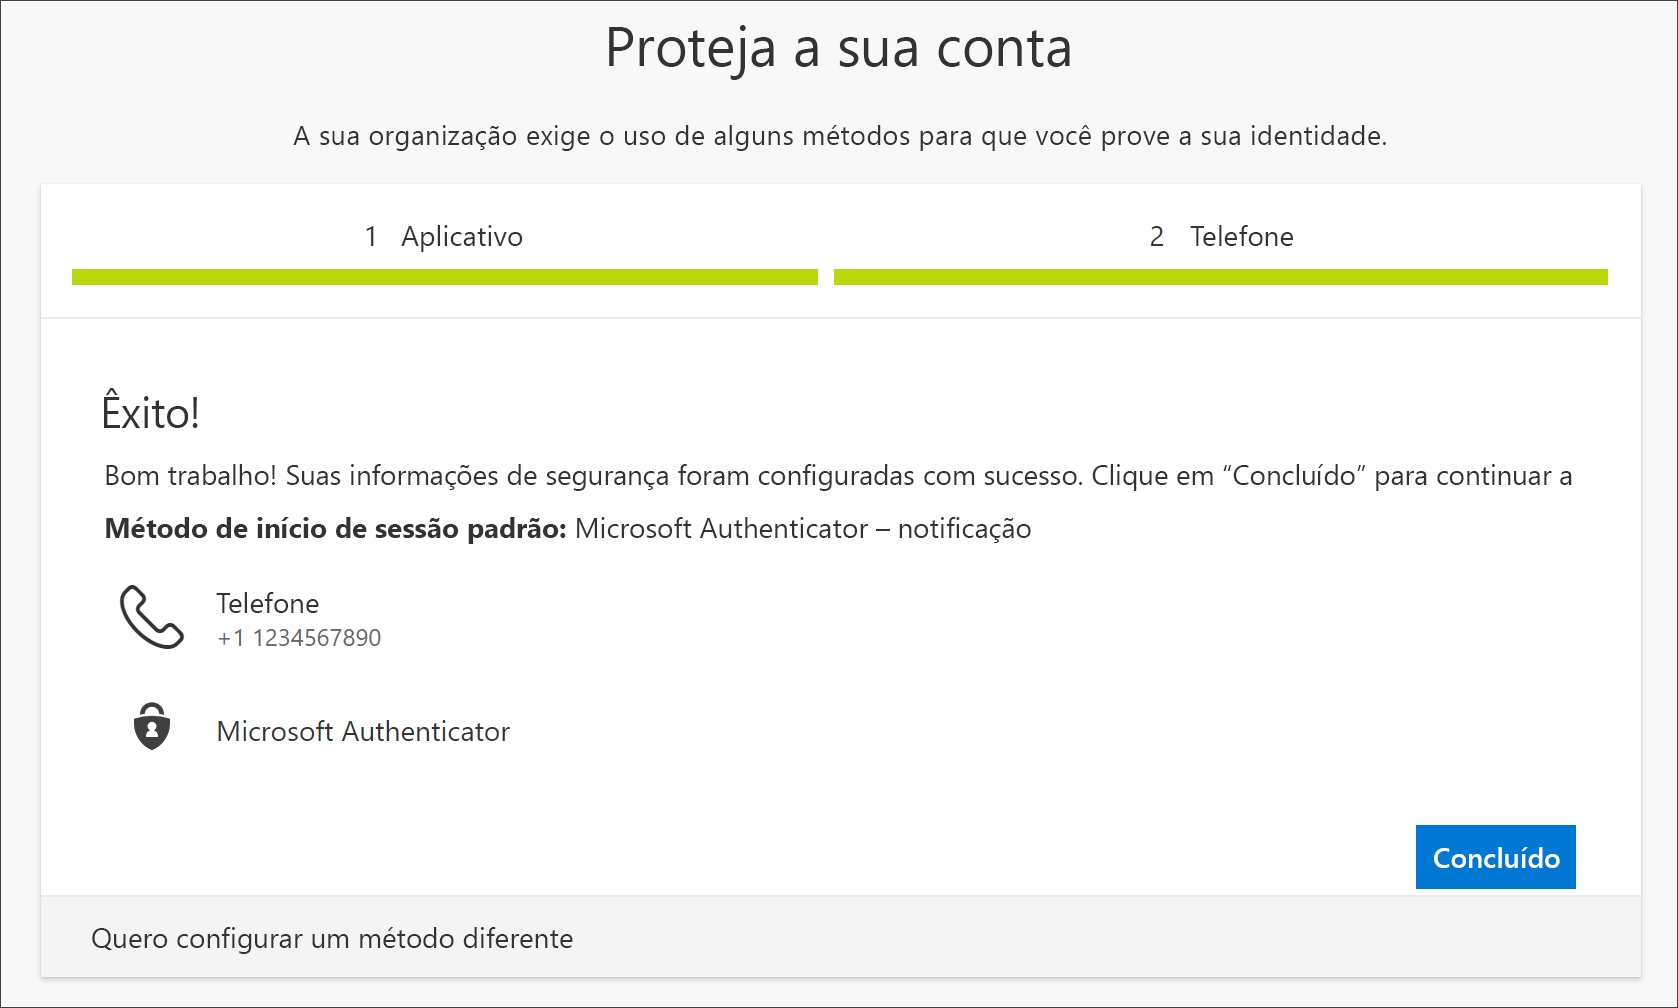 Proteja a sua conta
A sua organização exige o uso de alguns métodos para que você prove a sua identidade.
1 Aplicativo
2 Telefone
Êxito!
Bom trabalho! Suas informações de segurança foram configuradas com sucesso. Clique em “Concluído” para continuar a
Método de início de sessão padrão: Microsoft Authenticator – notificação
Telefone
+1 1234567890
Microsoft Authenticator
Concluído
Quero configurar um método diferente